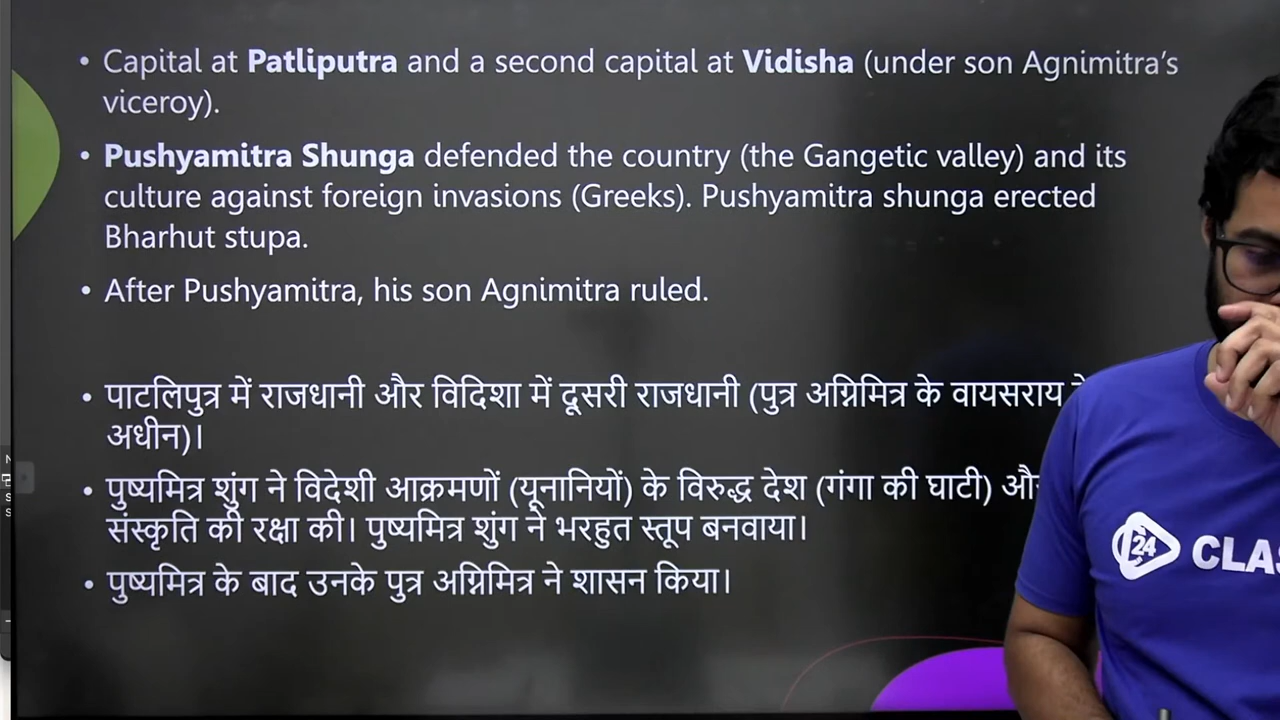 • Capital at Patliputra and a second capital at Vidisha (under son Agnimitra's
viceroy).
• Pushyamitra Shunga defended the country (the Gangetic valley) and its
culture against foreign invasions (Greeks). Pushyamitra shunga erected
Bharhut stupa.
• After Pushyamitra, his son Agnimitra ruled.
• पाटलिपुत्र में राजधानी और विदिशा में दूसरी राजधानी (पुत्र अग्निमित्र के वायसराय
अधीन)।
• पुष्यमित्र शुंग ने विदेशी आक्रमणों (यूनानियों) के विरुद्ध देश (गंगा की घाटी)
संस्कृति की रक्षा की। पुष्यमित्र शुंग ने भरहुत स्तूप बनवाया।
• पुष्यमित्र के बाद उनके पुत्र अग्निमित्र ने शासन किया।
24